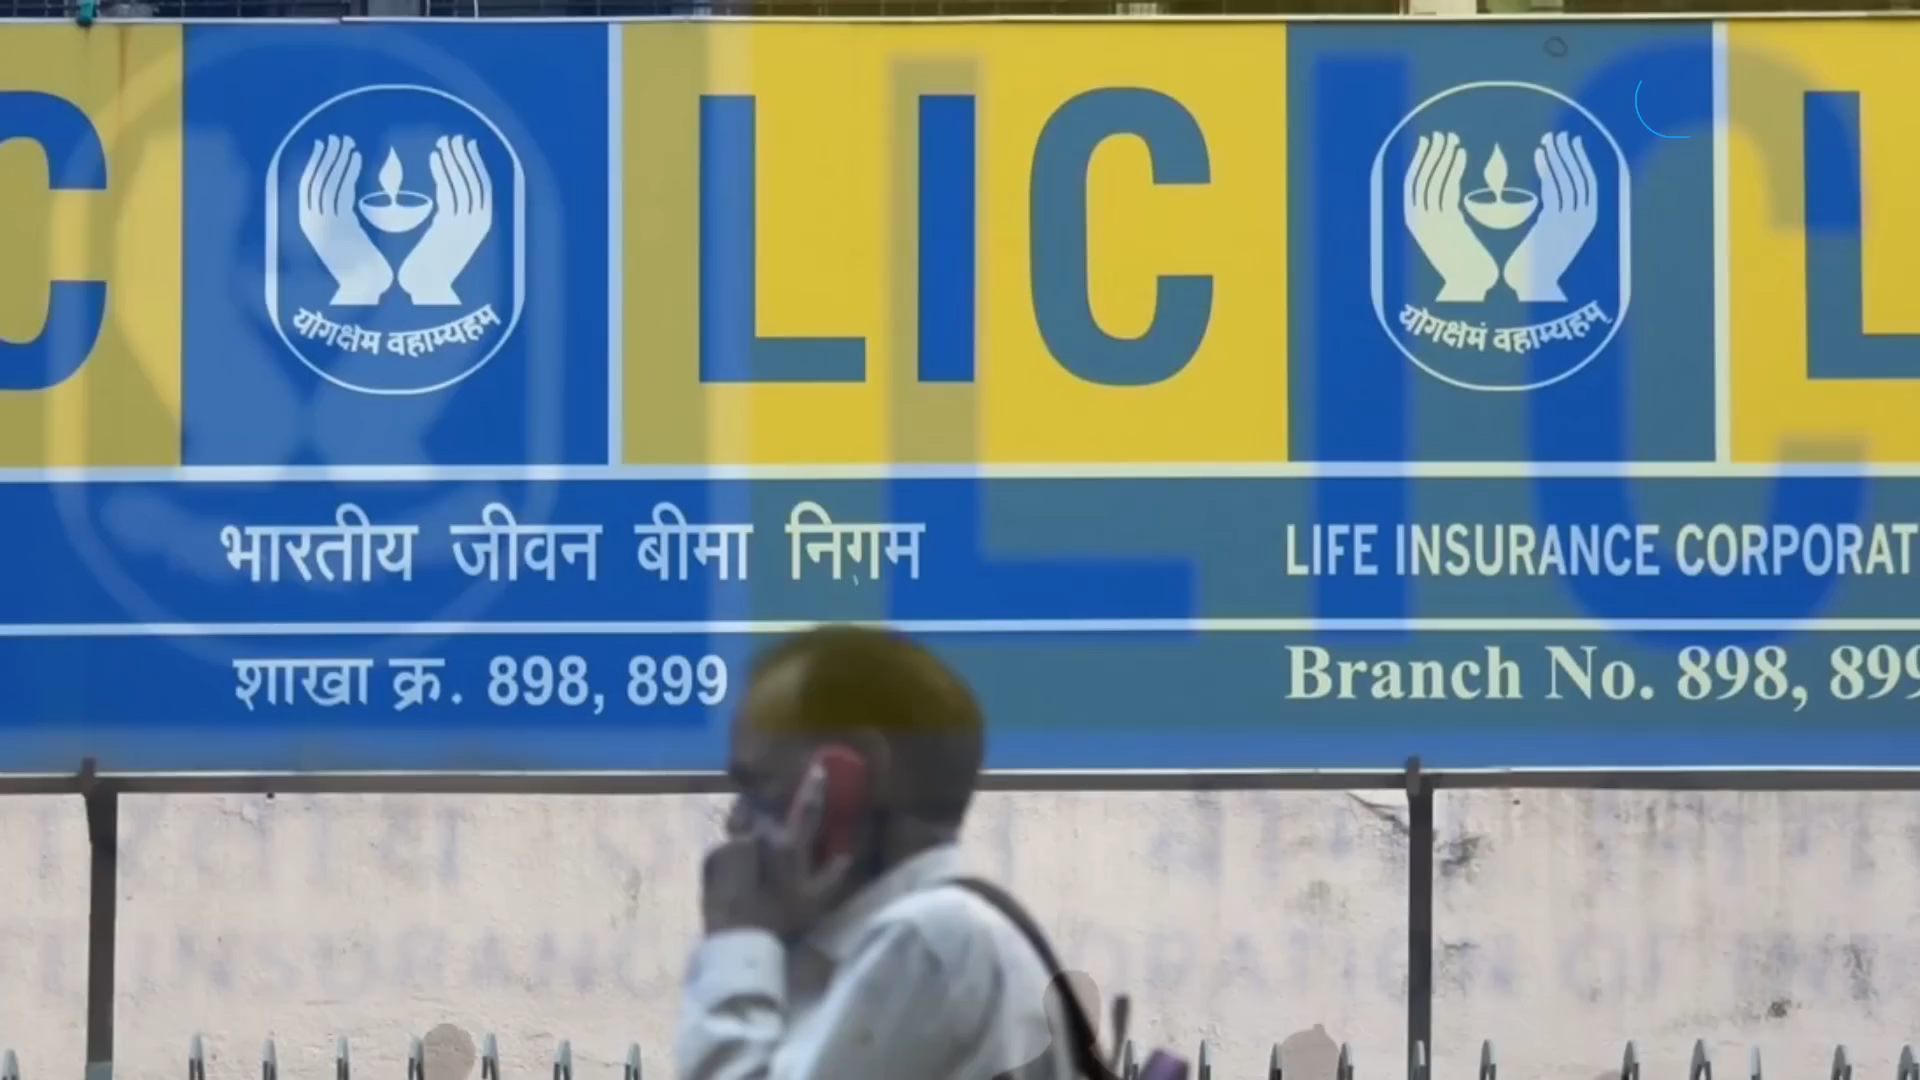 C LIC L
योगक्षेम वहाम्यहम्
योगक्षेमं वहाम्यहम्
भारतीय जीवन बीमा निगम
LIFE INSURANCE CORPORAT
शाखा क्र. 898, 899
Branch No. 898, 899